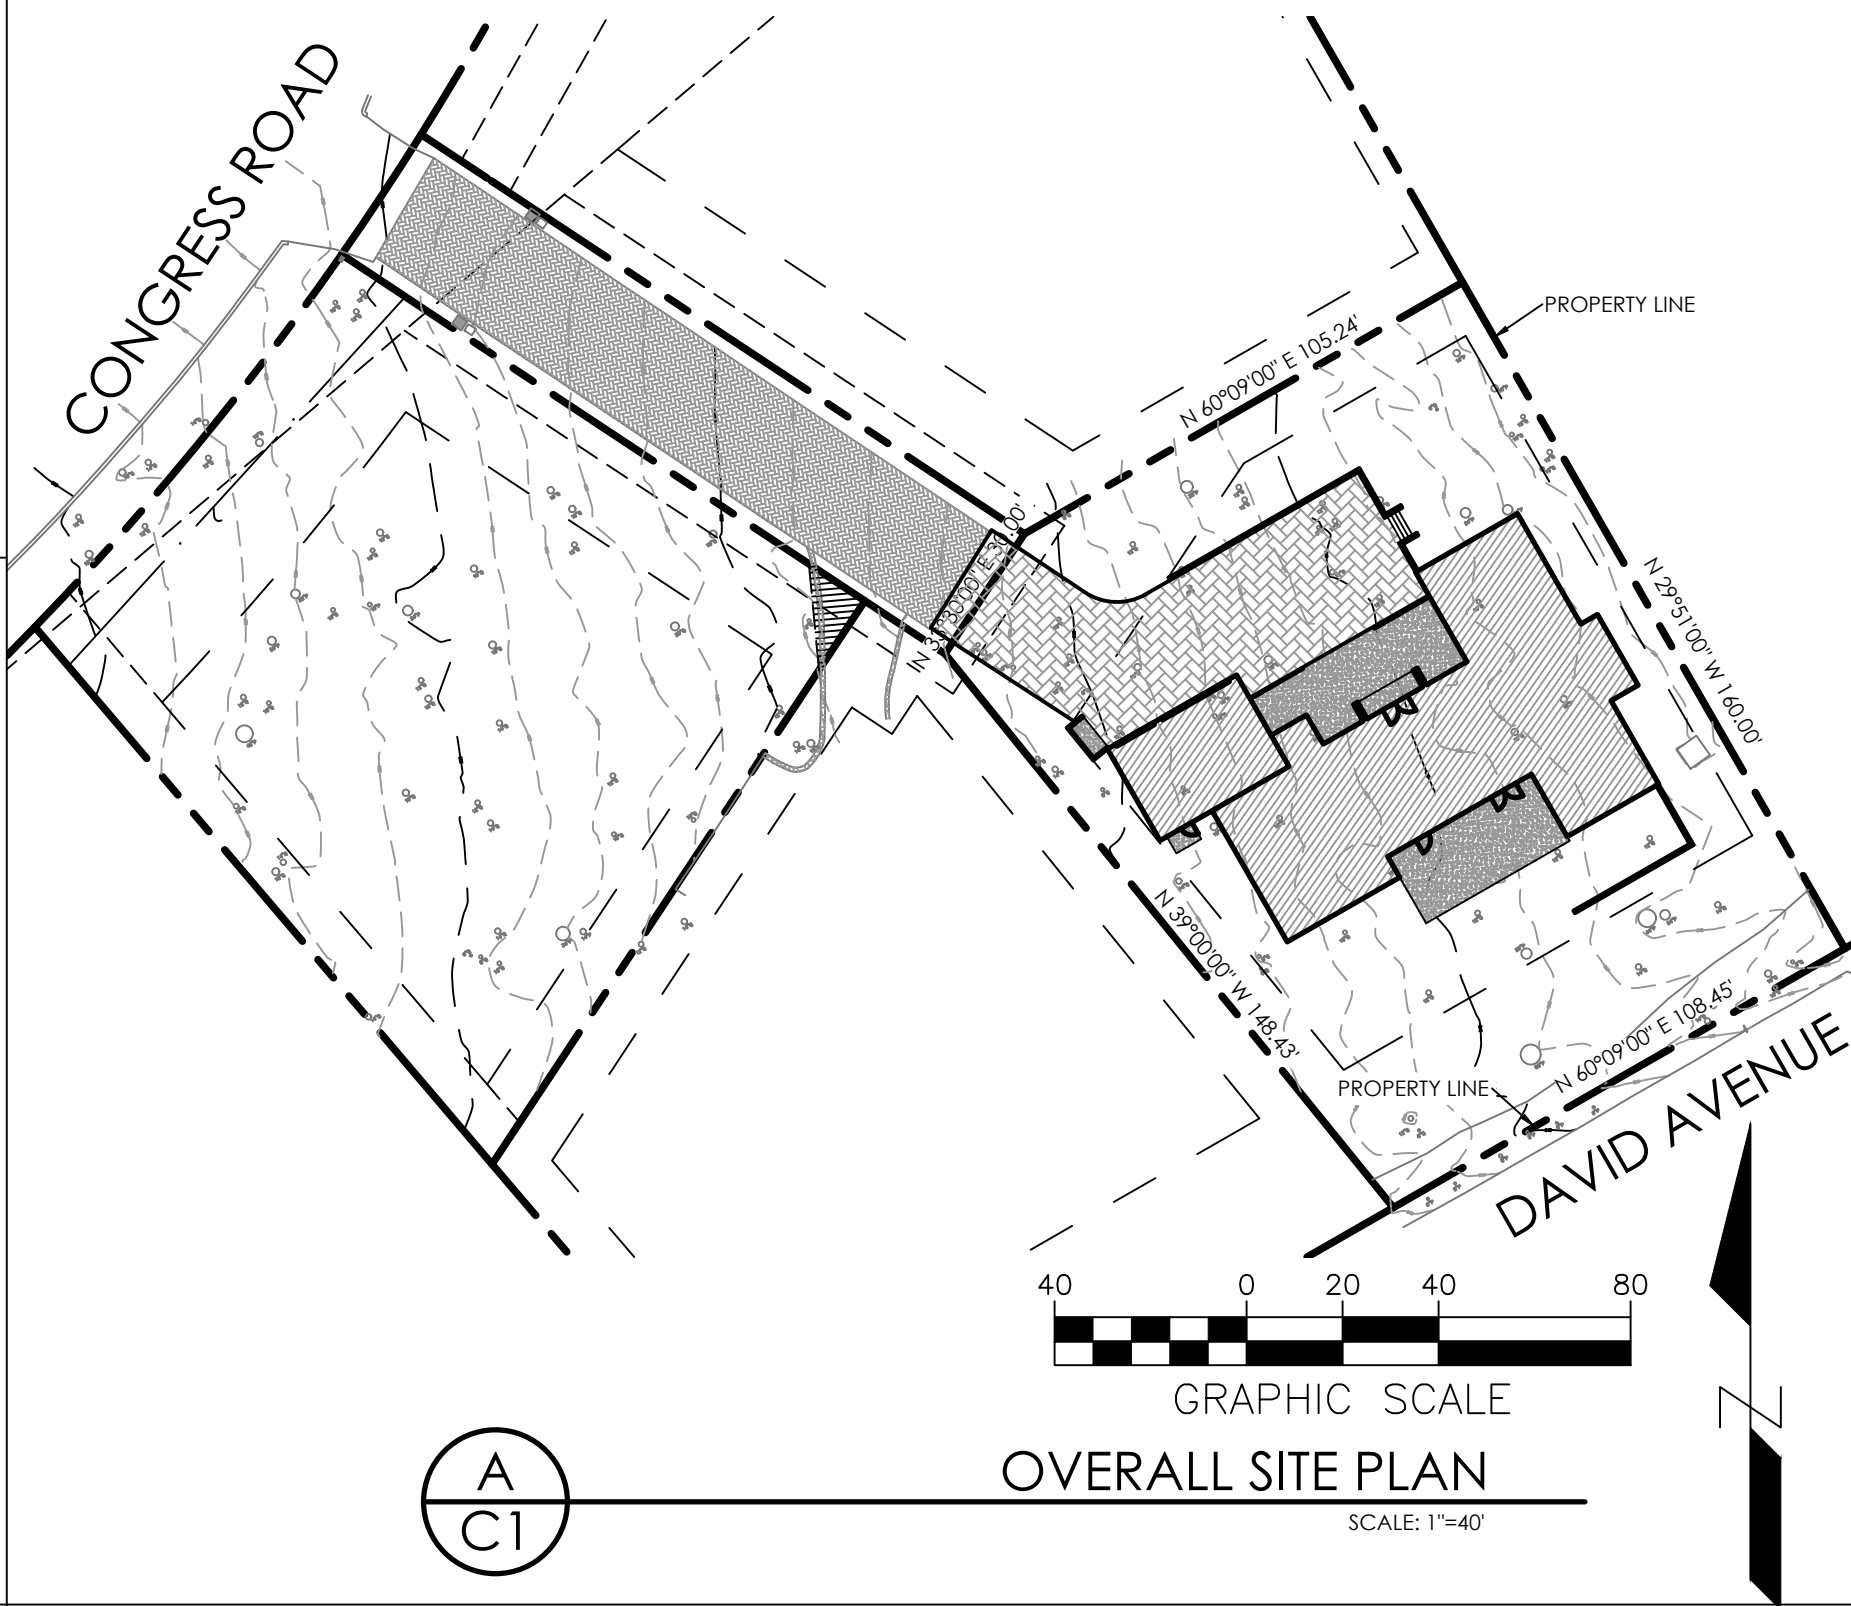 CONGRESS ROAD
PROPERTY LINE
N 60°09'00" E 105.24'
N 29°51'00" W 160.00'
N 39°00'00" W 148.43'
N 60°09'00" E 108.45'
PROPERTY LINE
DAVID AVENUE
40 0 20 40 80
GRAPHIC SCALE
N
A
C1
OVERALL SITE PLAN
SCALE: 1"=40'